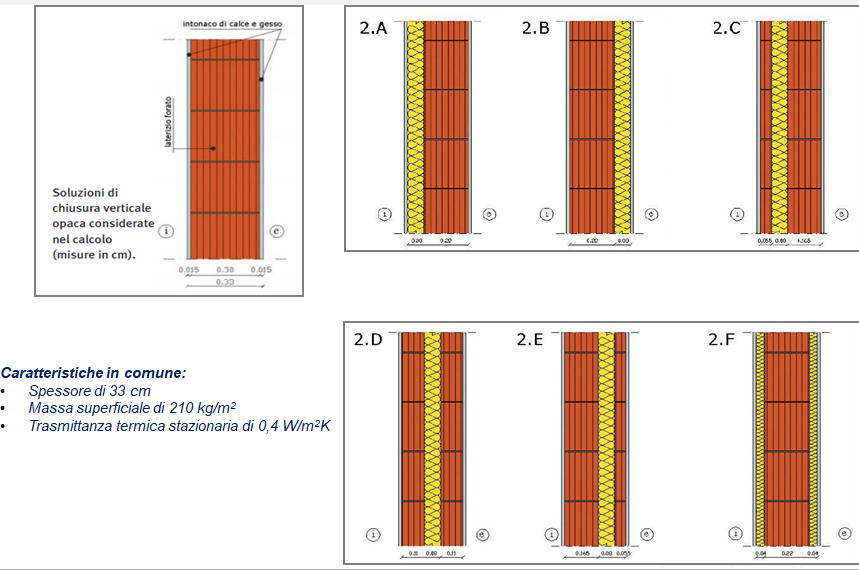 intonaco di calce e gesso
laterizio forato
Soluzioni di
chiusura verticale
opaca considerate
nel calcolo
(misure in cm).
i
e
0.015 0.30 0.015
0.33
2.A
2.B
2.C
i
e
i
e
i
e
0.08 0.22
0.22 0.08
0.055 0.08 0.165
Caratteristiche in comune:
• Spessore di 33 cm
• Massa superficiale di 210 kg/m2
• Trasmittanza termica stazionaria di 0,4 W/m2K
2.D
2.E
2.F
i
e
i
e
i
e
0.11 0.08 0.11
0.165 0.08 0.055
0.04 0.22 0.04